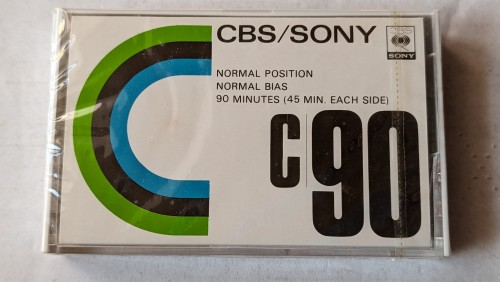 CBS/SONY
SONY
NORMAL POSITION
NORMAL BIAS
90 MINUTES (45 MIN. EACH SIDE)
C90